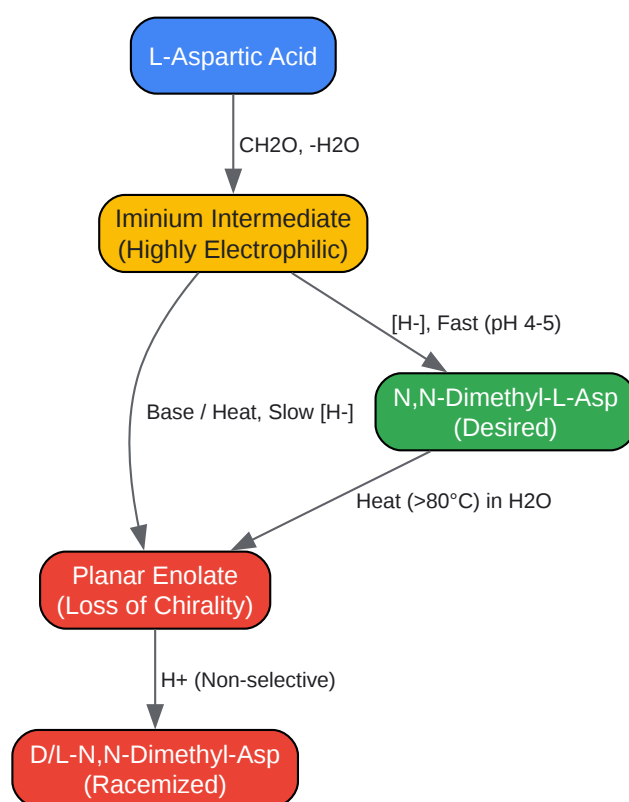 L-Aspartic Acid
CH2O, -H2O
Iminium Intermediate
(Highly Electrophilic)
[H-], Fast (pH 4-5)
Base / Heat, Slow [H-]
N,N-Dimethyl-L-Asp
(Desired)
Heat (>80°C) in H2O
Planar Enolate
(Loss of Chirality)
H+ (Non-selective)
D/L-N,N-Dimethyl-Asp
(Racemized)